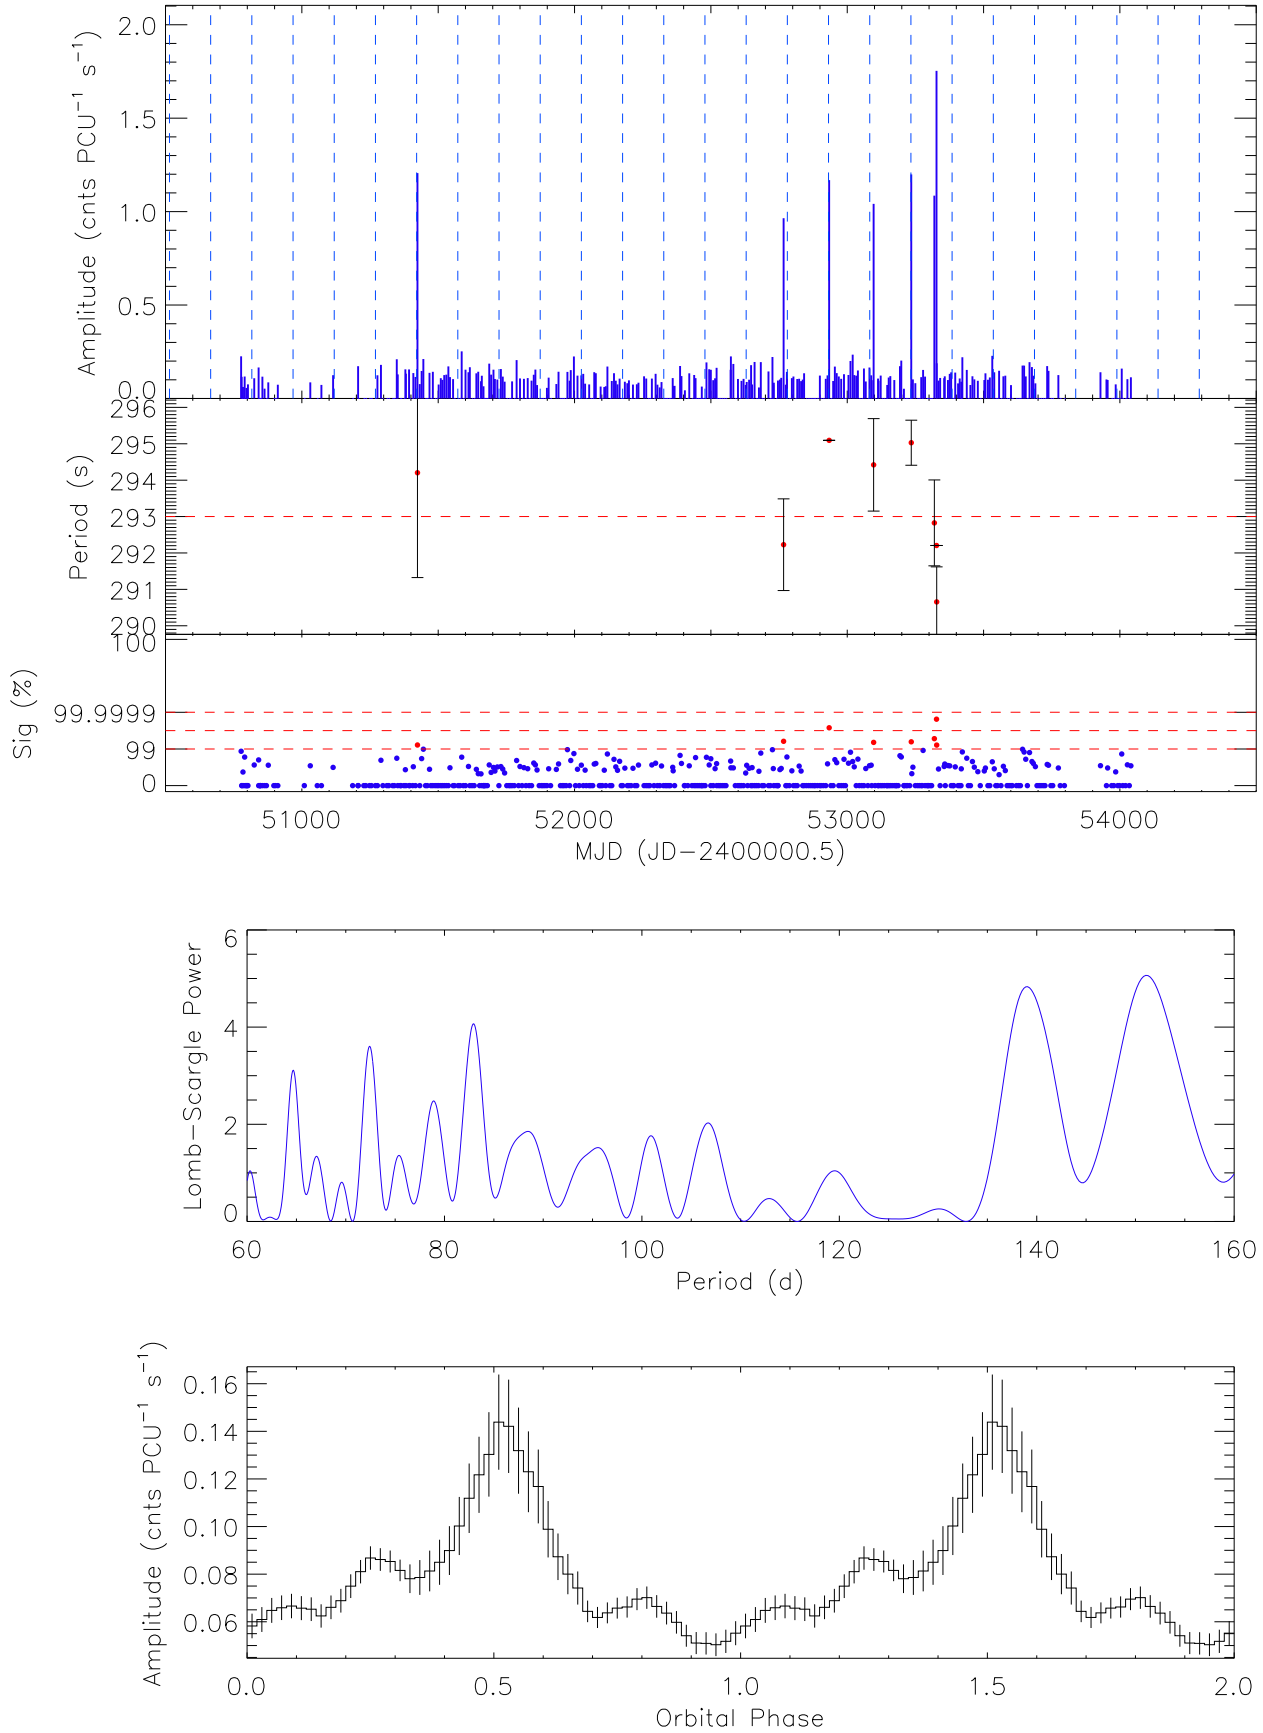 Amplitude (cnts PCU⁻¹ s⁻¹)
2.0
1.5
1.0
0.5
0.0
Period (s)
296
295
294
293
292
291
290
Sig (%)
100
99.9999
99
0
51000 52000 53000 54000
MJD (JD−2400000.5)
Lomb−Scargle Power
6
4
2
0
60 80 100 120 140 160
Period (d)
Amplitude (cnts PCU⁻¹ s⁻¹)
0.16
0.14
0.12
0.10
0.08
0.06
0.0 0.5 1.0 1.5 2.0
Orbital Phase